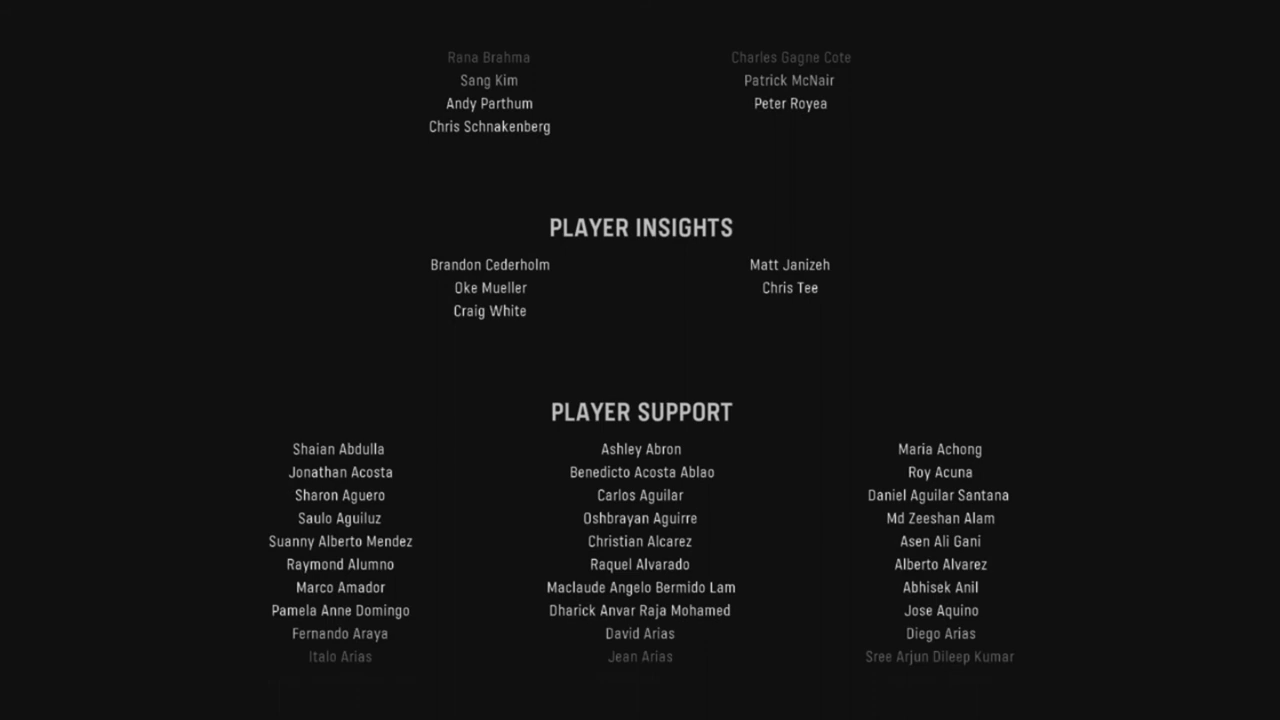 Rana Brahma Charles Gagne Cote
Sang Kim Patrick McNair
Andy Parthum Peter Royea
Chris Schnakenberg
PLAYER INSIGHTS
Brandon Cederholm Matt Janizeh
Oke Mueller Chris Tee
Craig White
PLAYER SUPPORT
Shaian Abdulla Ashley Abron Maria Achong
Jonathan Acosta Benedicto Acosta Ablao Roy Acuna
Sharon Aguero Carlos Aguilar Daniel Aguilar Santana
Saulo Aguiluz Oshbrayan Aguirre Md Zeeshan Alam
Suanny Alberto Mendez Christian Alcarez Asen Ali Gani
Raymond Alumno Raquel Alvarado Alberto Alvarez
Marco Amador Maclaude Angelo Bermido Lam Abhisek Anil
Pamela Anne Domingo Dharick Anvar Raja Mohamed Jose Aquino
Fernando Araya David Arias Diego Arias
Italo Arias Jean Arias Sree Arjun Dileep Kumar